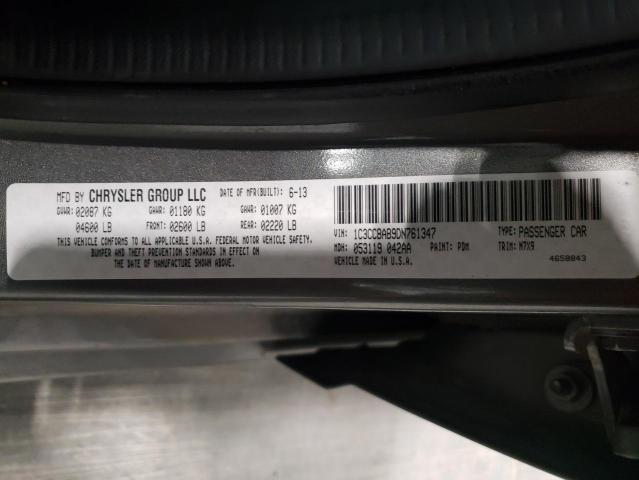 MFD BY CHRYSLER GROUP LLC DATE OF MFR(BUILT): 6-13
GVWR: 02087 KG GAWR: 01180 KG GAWR: 01007 KG
04600 LB FRONT: 02600 LB REAR: 02220 LB
THIS VEHICLE CONFORMS TO ALL APPLICABLE U.S.A. FEDERAL MOTOR VEHICLE SAFETY,
BUMPER AND THEFT PREVENTION STANDARDS IN EFFECT ON
THE DATE OF MANUFACTURE SHOWN ABOVE.
VIN: 1C3CCBAB9DN761347 TYPE: PASSENGER CAR
MDH: 053119 042AA PAINT: PDM TRIM: M7X9
VEHICLE MADE IN U.S.A. 4658843